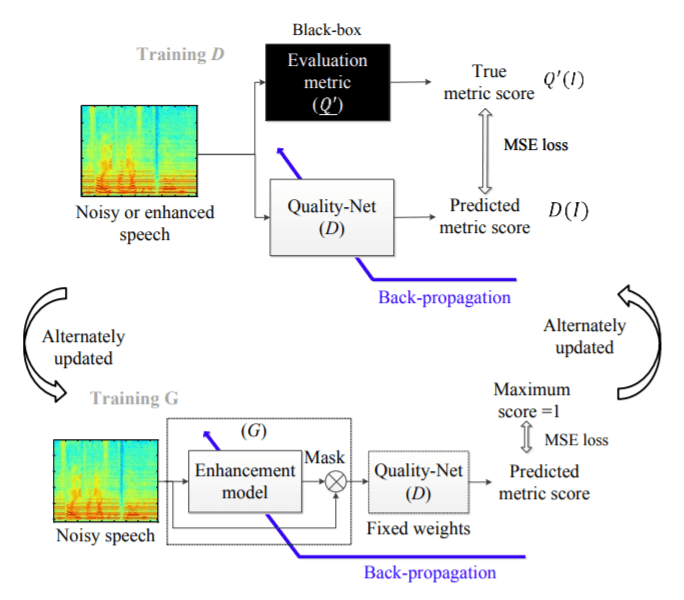 Black-box
Training D
Evaluation
metric
(Q′)
True
metric score
Q′(I)
MSE loss
Noisy or enhanced
speech
Quality-Net
(D)
Predicted
metric score
D(I)
Back-propagation
Alternately
updated
Alternately
updated
Training G
Maximum
score =1
MSE loss
(G)
Mask
Enhancement
model
Quality-Net
(D)
Predicted
metric score
Noisy speech
Fixed weights
Back-propagation